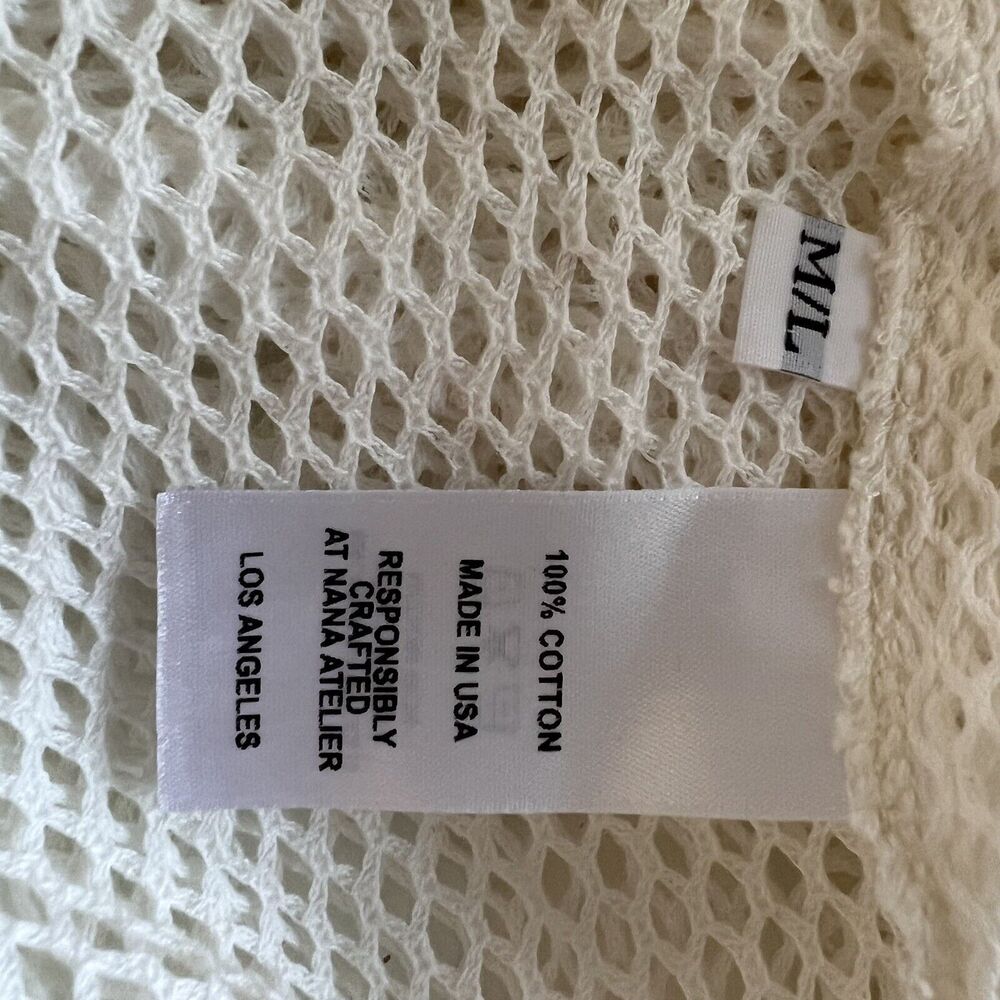 M/L
100% COTTON
MADE IN USA
RESPONSIBLY
CRAFTED
AT NANA ATELIER
LOS ANGELES